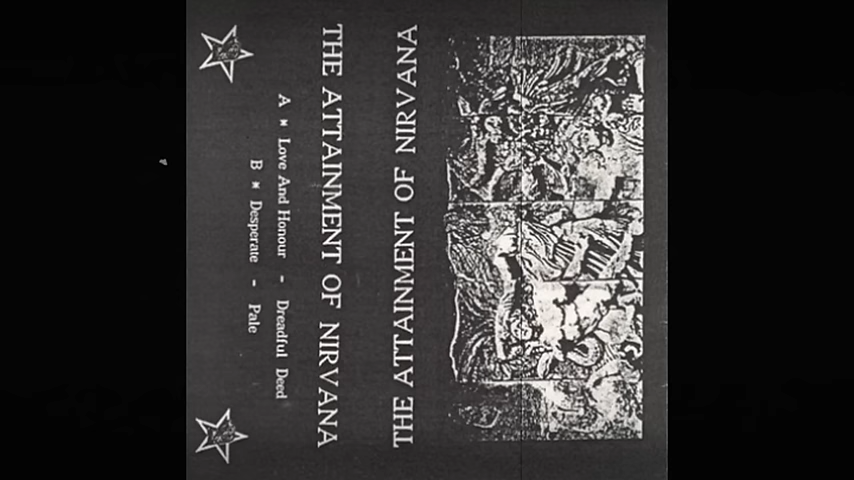 THE ATTAINMENT OF NIRVANA
THE ATTAINMENT OF NIRVANA
A * Love And Honour - Dreadful Deed
B * Desperate - Pale